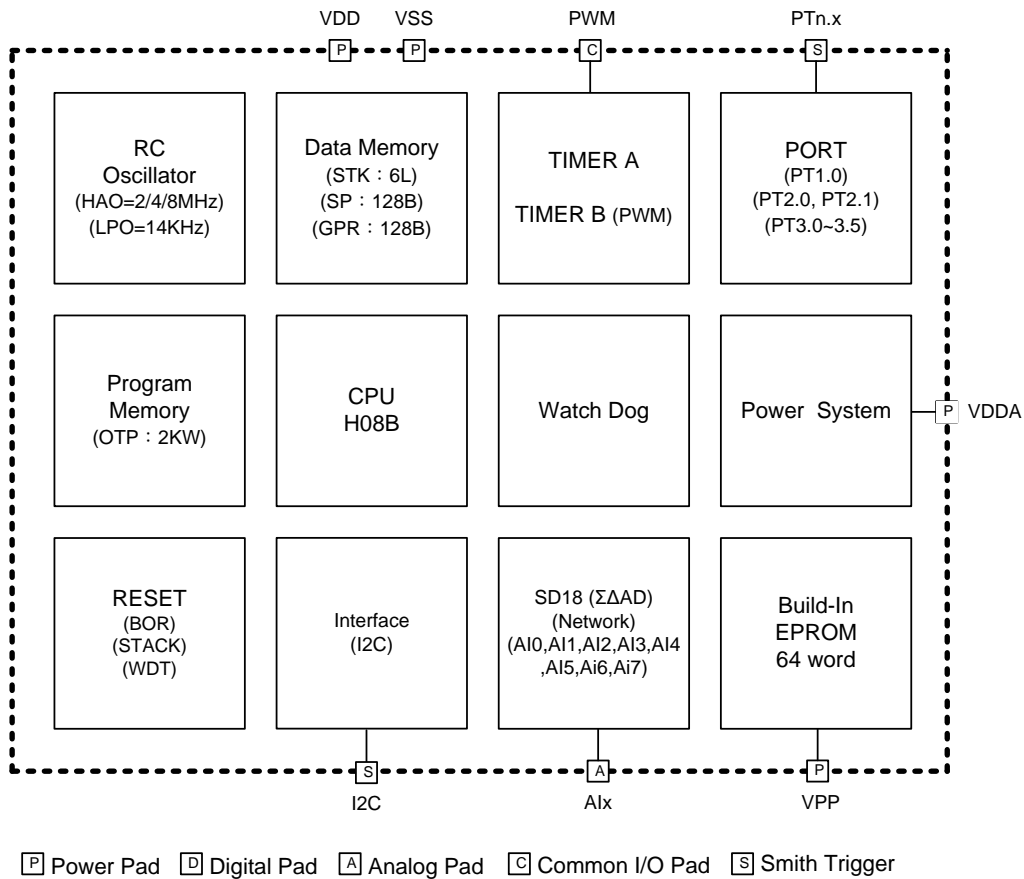 VDD VSS PWM PTn.x
P P C S
RC
Oscillator
(HAO=2/4/8MHz)
(LPO=14KHz)
Data Memory
(STK：6L)
(SP：128B)
(GPR：128B)
TIMER A
TIMER B (PWM)
PORT
(PT1.0)
(PT2.0, PT2.1)
(PT3.0~3.5)
Program
Memory
(OTP：2KW)
CPU
H08B
Watch Dog
Power System
P VDDA
RESET
(BOR)
(STACK)
(WDT)
Interface
(I2C)
SD18 (ΣΔAD)
(Network)
(AI0,AI1,AI2,AI3,AI4
,AI5,Ai6,Ai7)
Build-In
EPROM
64 word
S A P
I2C AIx VPP
P Power Pad D Digital Pad A Analog Pad C Common I/O Pad S Smith Trigger